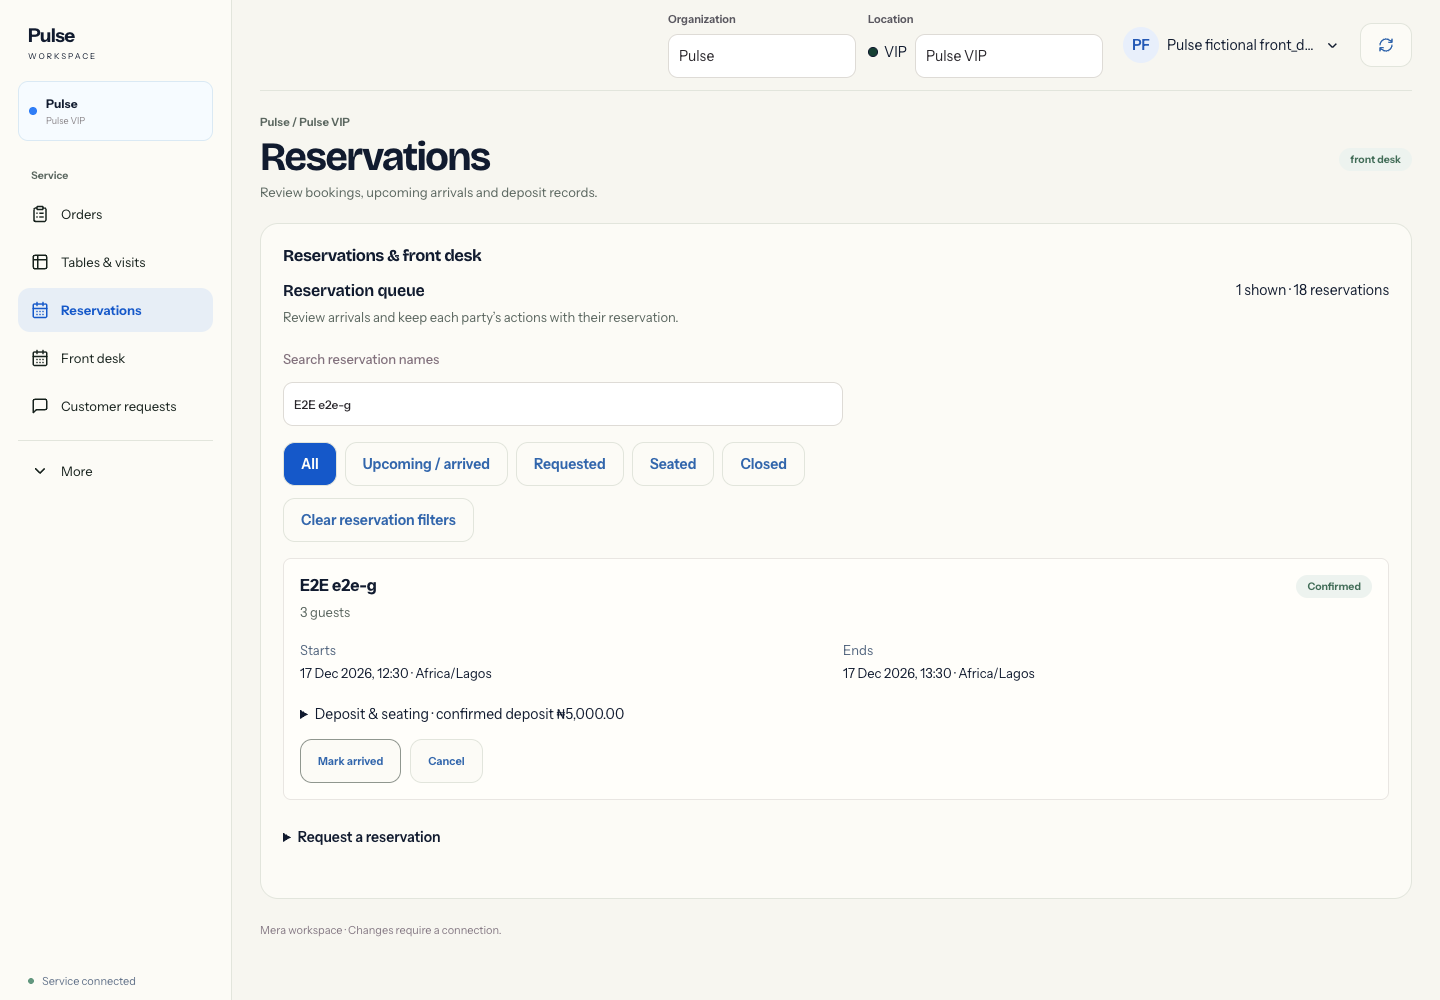 Pulse
WORKSPACE
Pulse
Pulse VIP
Service
Orders
Tables & visits
Reservations
Front desk
Customer requests
More
Service connected
Organization
Pulse
Location
VIP
Pulse VIP
PF
Pulse fictional front_d...
Pulse / Pulse VIP
Reservations
front desk
Review bookings, upcoming arrivals and deposit records.
Reservations & front desk
Reservation queue
1 shown · 18 reservations
Review arrivals and keep each party's actions with their reservation.
Search reservation names
E2E e2e-g
All
Upcoming / arrived
Requested
Seated
Closed
Clear reservation filters
E2E e2e-g
Confirmed
3 guests
Starts
17 Dec 2026, 12:30 · Africa/Lagos
Ends
17 Dec 2026, 13:30 · Africa/Lagos
Deposit & seating · confirmed deposit ₦5,000.00
Mark arrived
Cancel
Request a reservation
Mera workspace · Changes require a connection.